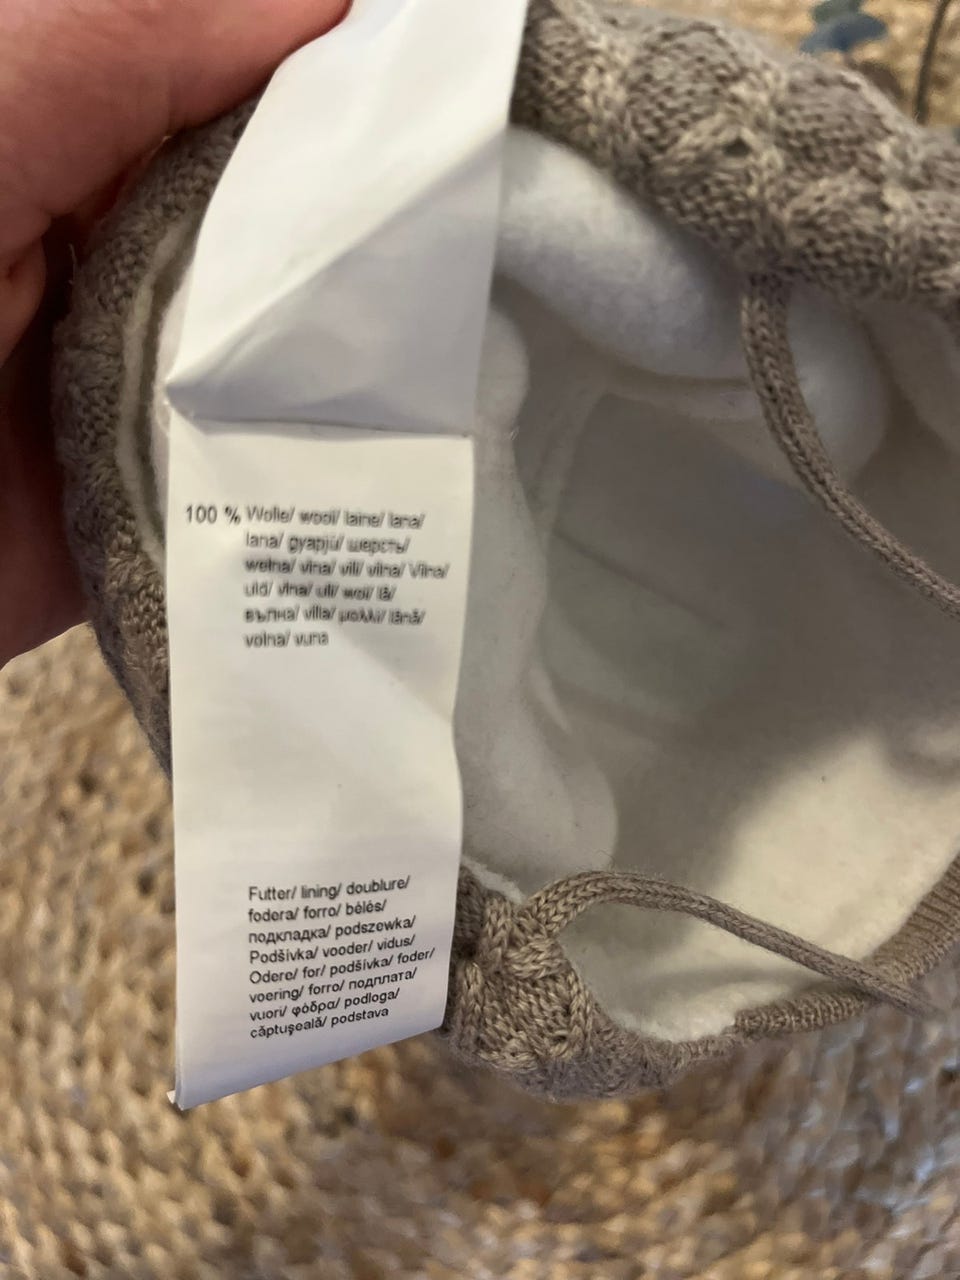 100 % Wolle/ wool/ laine/ lana/
lana/ gyapjú/ шерсть/
wełna/ vlna/ vill/ vilna/ Vilna/
uld/ vlna/ ull/ wol/ lã/
вълна/ villa/ μαλλί/ lână/
volna/ vuna
Futter/ lining/ doublure/
fodera/ forro/ bélés/
подкладка/ podszewka/
Podšívka/ vooder/ vidus/
Odere/ for/ podšívka/ foder/
voering/ forro/ подплата/
vuori/ φόδρα/ podloga/
căptuşeală/ podstava